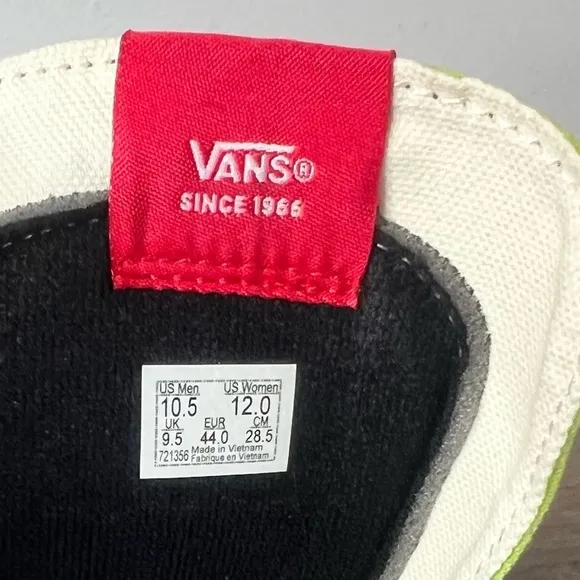 VANS®
SINCE 1966
US Men US Women
10.5 12.0
UK EUR CM
9.5 44.0 28.5
721356 Made in Vietnam
Fabrique en Vietnam